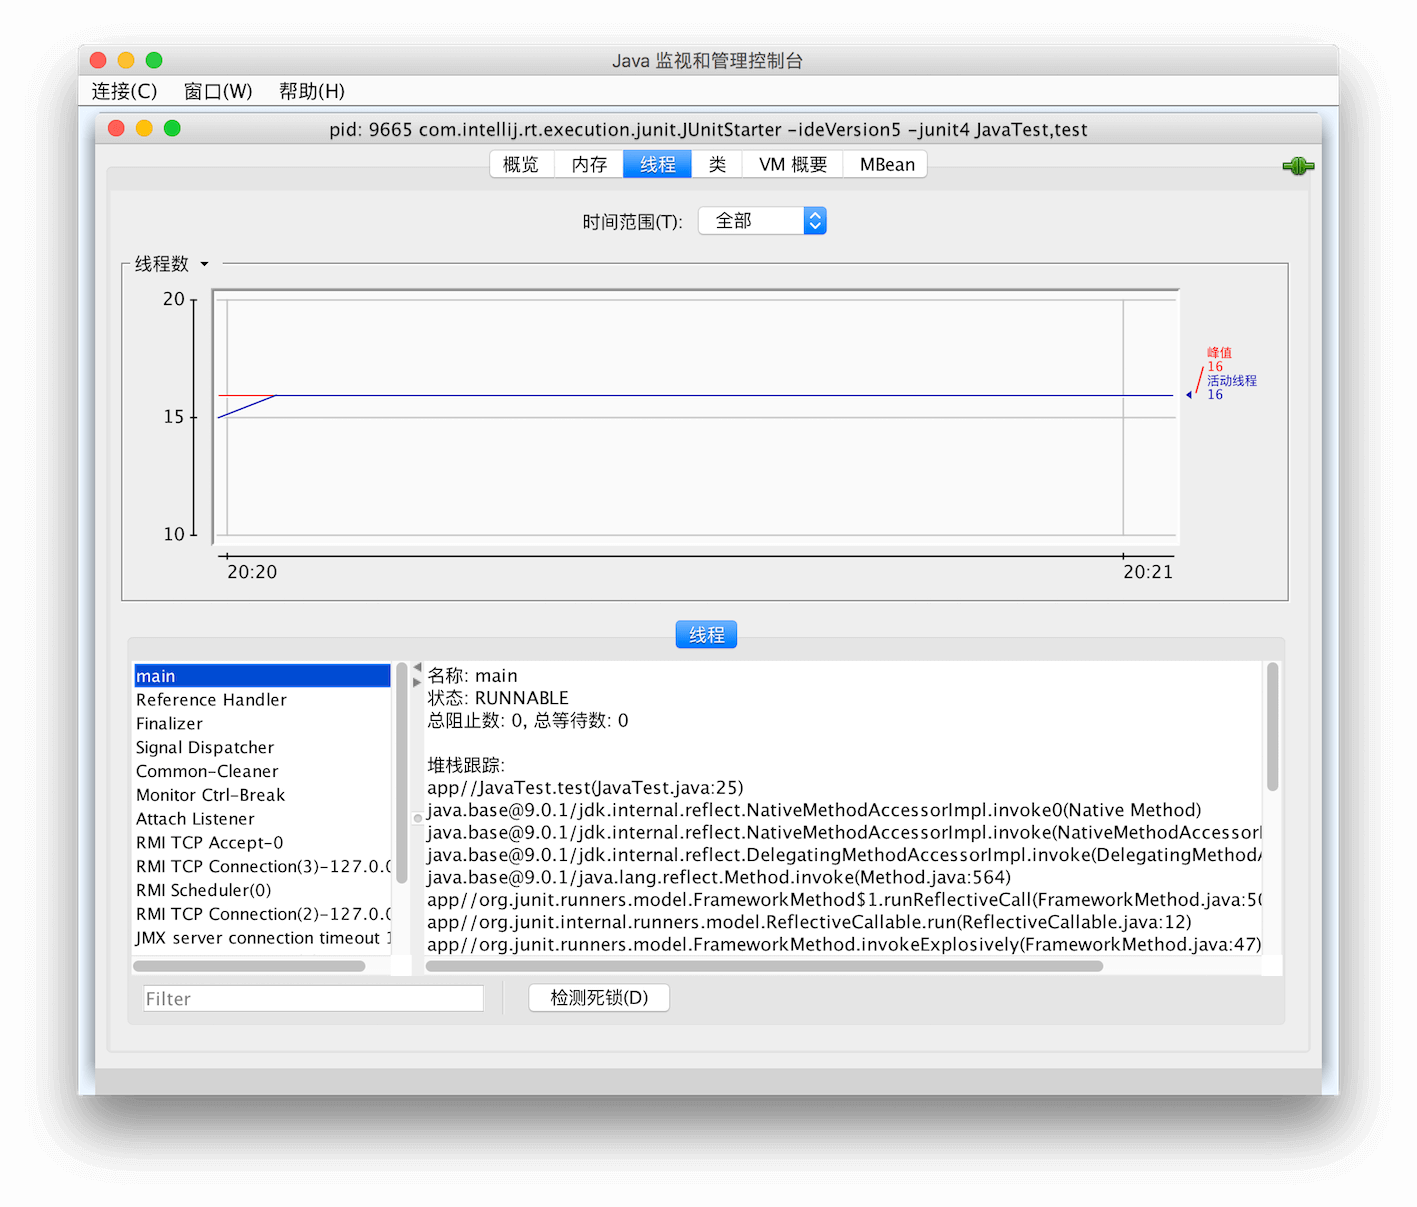 Java 监视和管理控制台
连接(C) 窗口(W) 帮助(H)
pid: 9665 com.intellij.rt.execution.junit.JUnitStarter -ideVersion5 -junit4 JavaTest,test
概览 内存 线程 类 VM 概要 MBean
时间范围(T): 全部
线程数
20
15
10
峰值
16
活动线程
16
20:20 20:21
线程
main
Reference Handler
Finalizer
Signal Dispatcher
Common-Cleaner
Monitor Ctrl-Break
Attach Listener
RMI TCP Accept-0
RMI TCP Connection(3)-127.0.0
RMI Scheduler(0)
RMI TCP Connection(2)-127.0.0
JMX server connection timeout 1
名称: main
状态: RUNNABLE
总阻止数: 0, 总等待数: 0
堆栈跟踪:
app//JavaTest.test(JavaTest.java:25)
java.base@9.0.1/jdk.internal.reflect.NativeMethodAccessorImpl.invoke0(Native Method)
java.base@9.0.1/jdk.internal.reflect.NativeMethodAccessorImpl.invoke(NativeMethodAccessorI
java.base@9.0.1/jdk.internal.reflect.DelegatingMethodAccessorImpl.invoke(DelegatingMethodA
java.base@9.0.1/java.lang.reflect.Method.invoke(Method.java:564)
app//org.junit.runners.model.FrameworkMethod$1.runReflectiveCall(FrameworkMethod.java:50
app//org.junit.internal.runners.model.ReflectiveCallable.run(ReflectiveCallable.java:12)
app//org.junit.runners.model.FrameworkMethod.invokeExplosively(FrameworkMethod.java:47)
Filter
检测死锁(D)